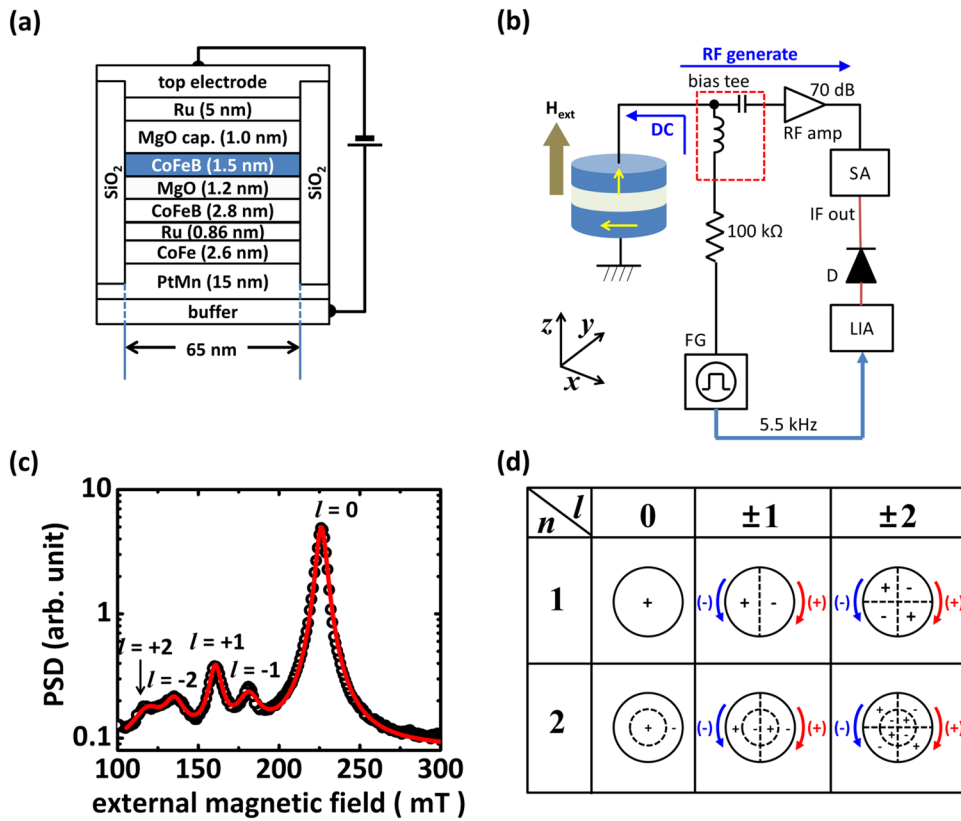 (a)
top electrode
Ru (5 nm)
MgO cap. (1.0 nm)
CoFeB (1.5 nm)
MgO (1.2 nm)
CoFeB (2.8 nm)
Ru (0.86 nm)
CoFe (2.6 nm)
PtMn (15 nm)
buffer
SiO2
SiO2
65 nm
(b)
RF generate
bias tee
70 dB
Hext
DC
RF amp
SA
IF out
100 kΩ
D
LIA
z
y
x
FG
5.5 kHz
(c)
10
1
0.1
PSD (arb. unit)
l = 0
l = +2
l = +1
l = -2
l = -1
100 150 200 250 300
external magnetic field ( mT )
(d)
n l 0 ±1 ±2
1
+
(-) + - (+)
(-) + - - + (+)
2
+ -
(-) + - + - (+)
(-) + - + - + - + - (+)